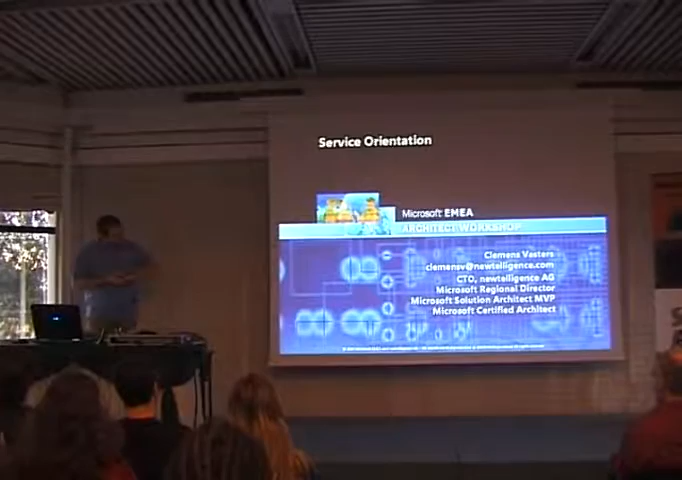 Service Orientation
Microsoft EMEA
ARCHITECT WORKSHOP
Clemens Vasters
clemensv@newtelligence.com
CTO, newtelligence AG
Microsoft Regional Director
Microsoft Solution Architect MVP
Microsoft Certified Architect